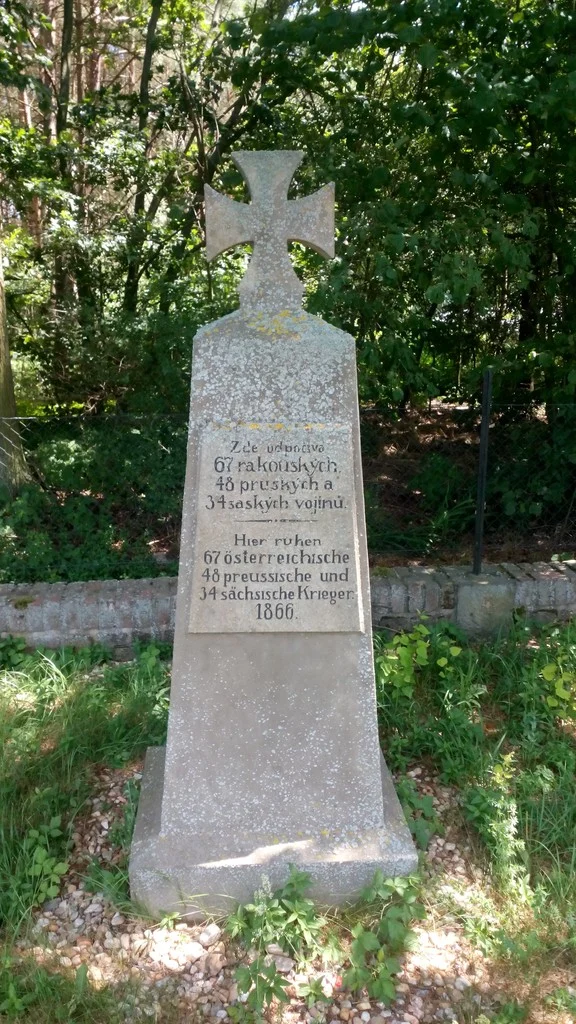 Zde odpočívá
67 rakouských,
48 pruských a
34 saských vojínů.
Hier ruhen
67 österreichische
48 preussische und
34 sächsische Krieger.
1866.